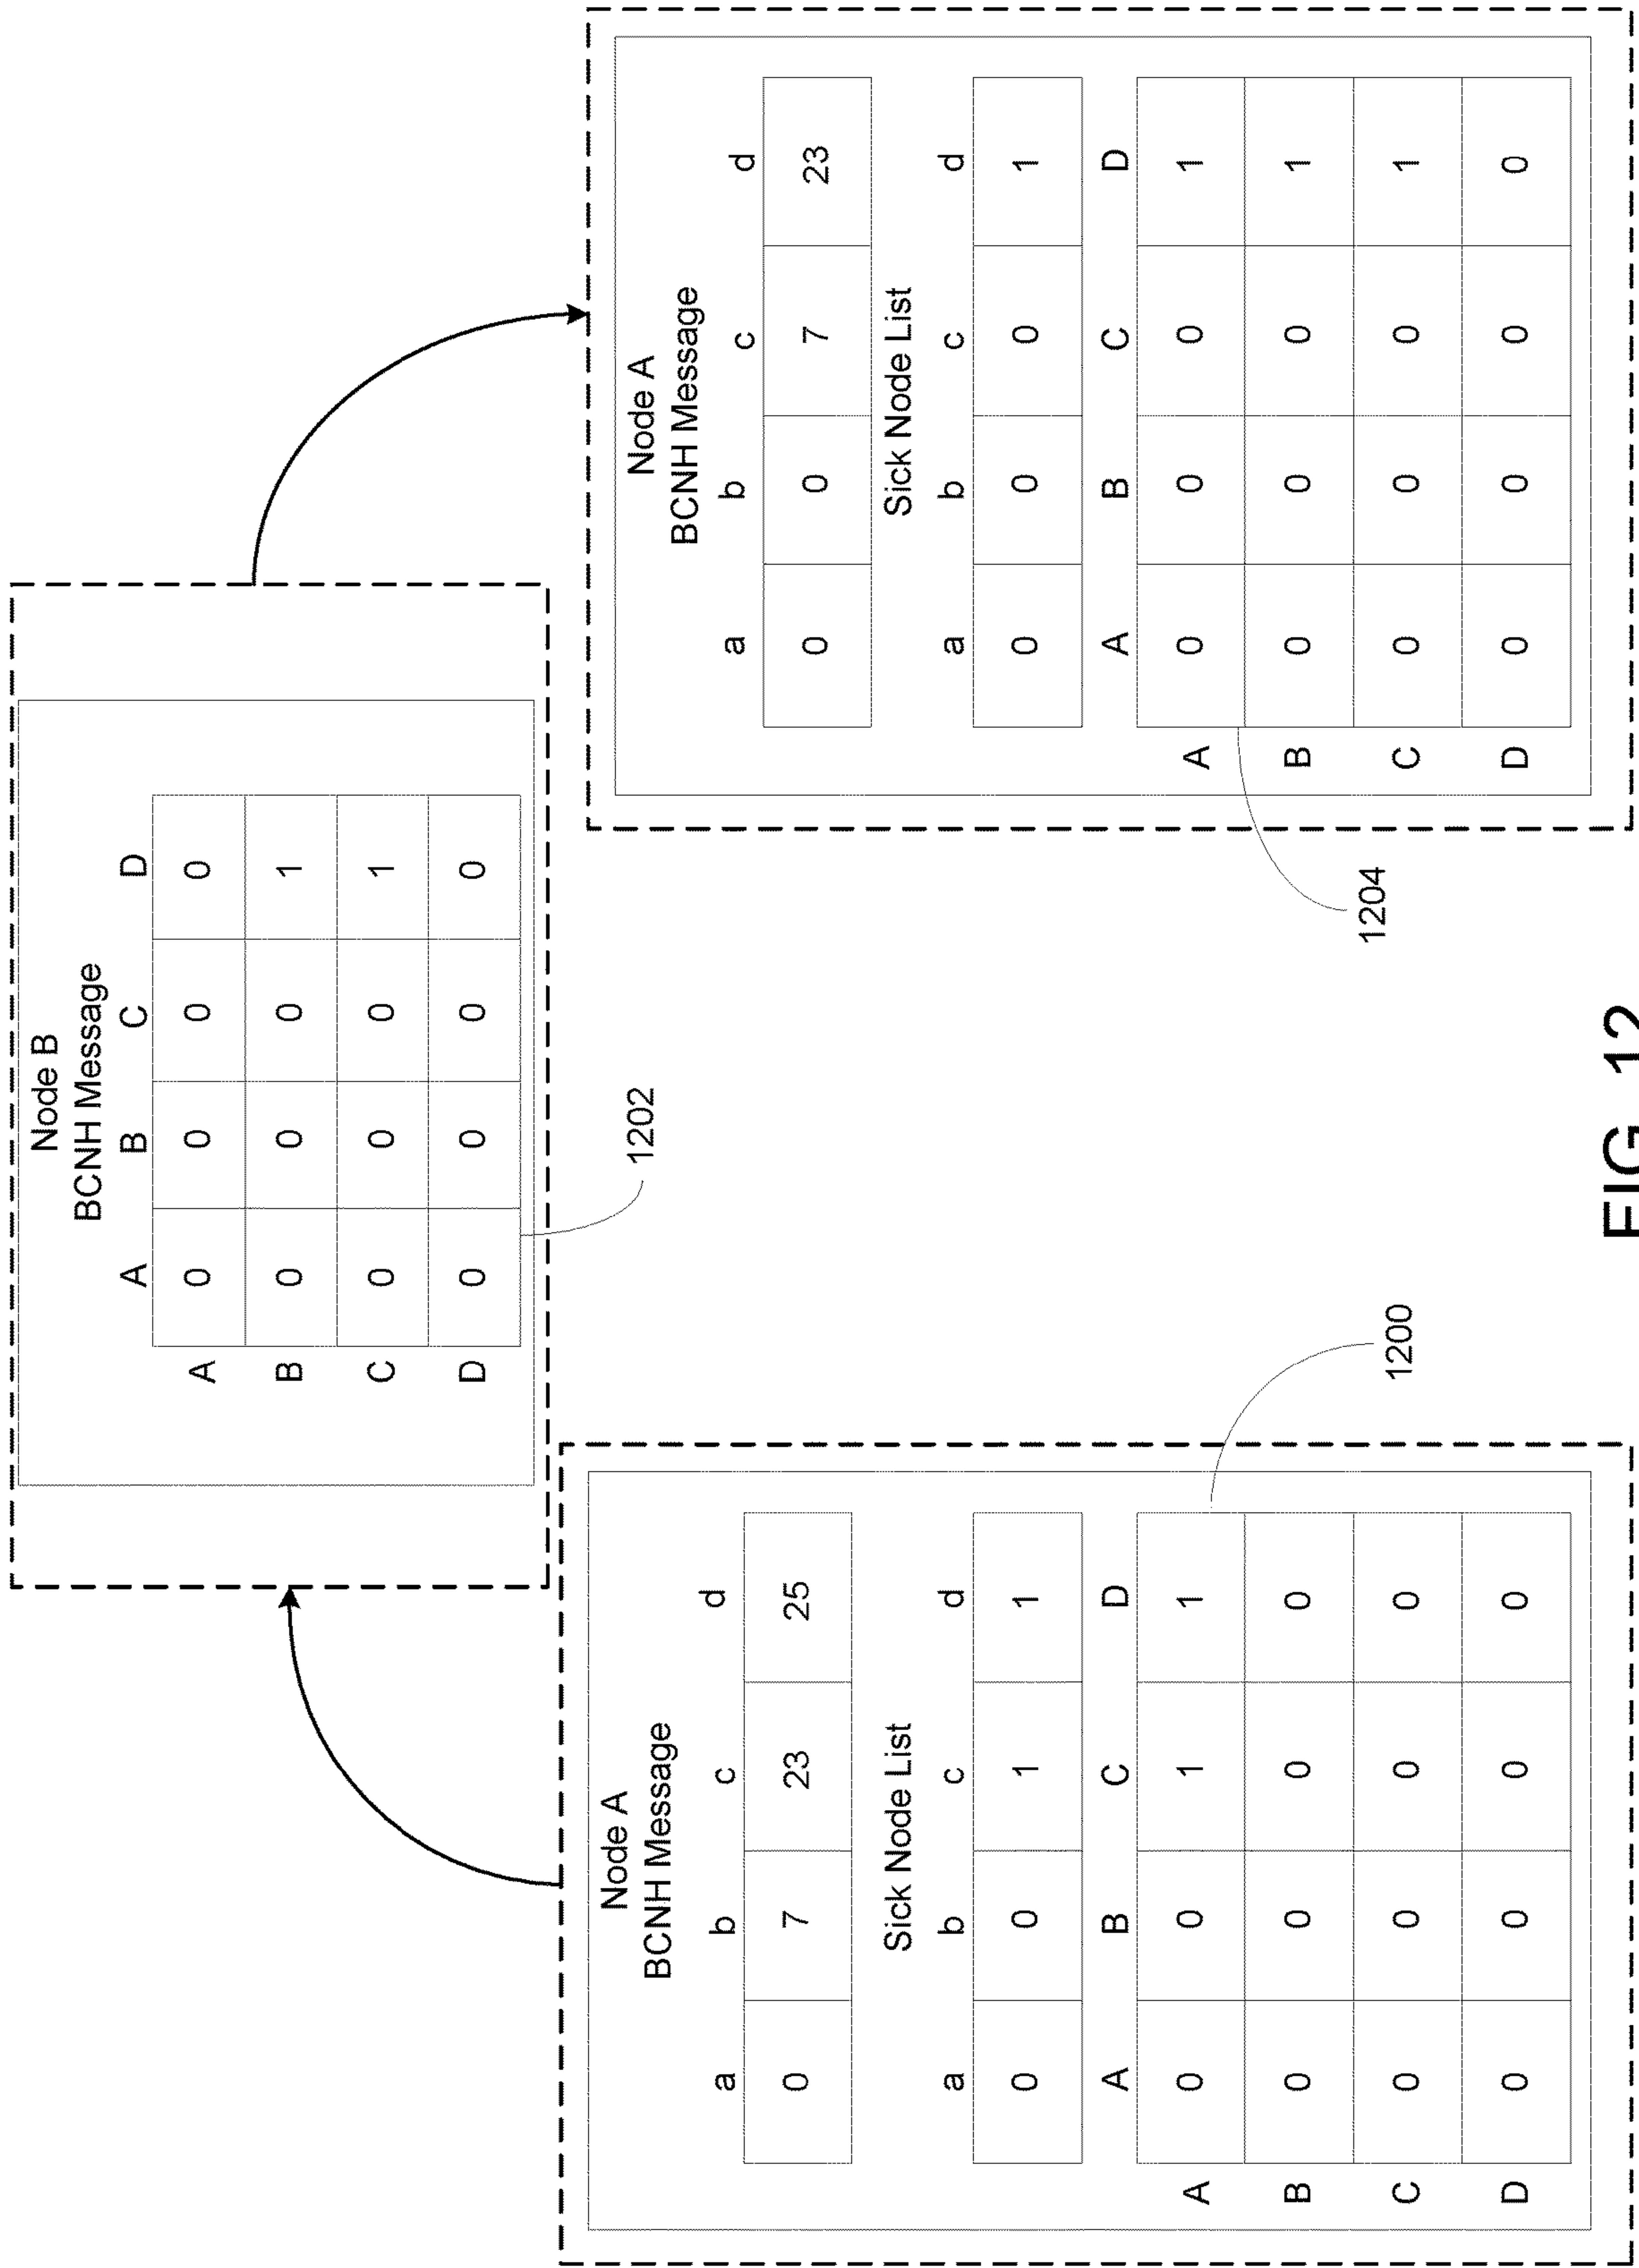 Node B
BCNH Message
A B C D
A 0 0 0 0
B 0 0 0 1
C 0 0 0 1
D 0 0 0 0
1202
Node A
BCNH Message
a b c d
0 7 23 25
Sick Node List
a b c d
0 0 1 1
A B C D
A 0 0 1 1
B 0 0 0 0
C 0 0 0 0
D 0 0 0 0
1200
Node A
BCNH Message
a b c d
0 0 7 23
Sick Node List
a b c d
0 0 0 1
A B C D
A 0 0 0 1
B 0 0 0 1
C 0 0 0 1
D 0 0 0 0
1204
FIG. 12